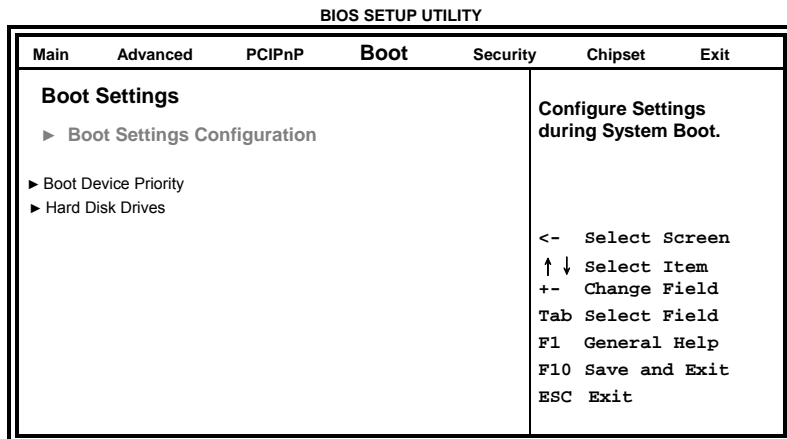 BIOS SETUP UTILITY
Main Advanced PCIPnP Boot Security Chipset Exit
Boot Settings
► Boot Settings Configuration
► Boot Device Priority
► Hard Disk Drives
Configure Settings
during System Boot.
<- Select Screen
↑↓ Select Item
+- Change Field
Tab Select Field
F1 General Help
F10 Save and Exit
ESC Exit